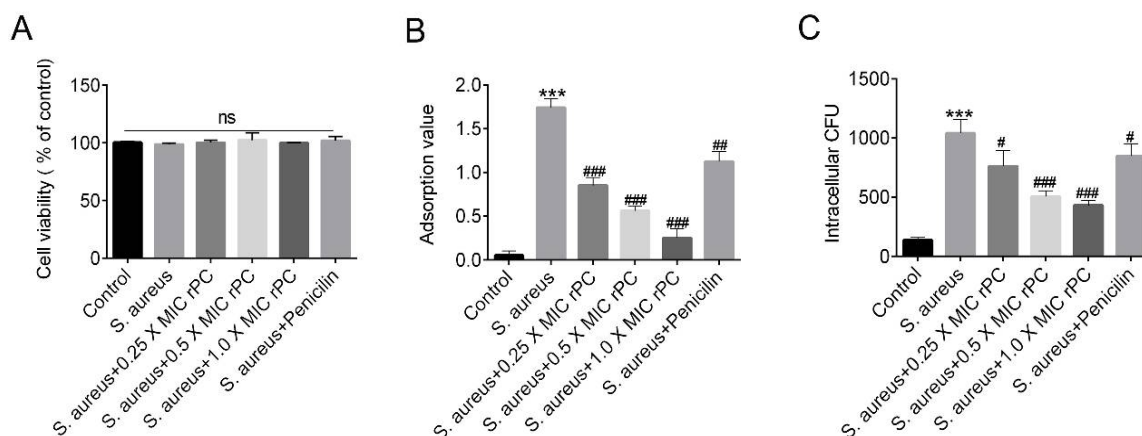 A
Cell viability ( % of control)
150
100
50
0
ns
Control
S. aureus
S. aureus+0.25 X MIC rPC
S. aureus+0.5 X MIC rPC
S. aureus+1.0 X MIC rPC
S. aureus+Penicilin
B
Adsorption value
2.0
1.5
1.0
0.5
0.0
***
###
###
###
##
Control
S. aureus
S. aureus+0.25 X MIC rPC
S. aureus+0.5 X MIC rPC
S. aureus+1.0 X MIC rPC
S. aureus+Penicilin
C
Intracellular CFU
1500
1000
500
0
***
#
###
###
#
Control
S. aureus
S. aureus+0.25 X MIC rPC
S. aureus+0.5 X MIC rPC
S. aureus+1.0 X MIC rPC
S. aureus+Penicilin